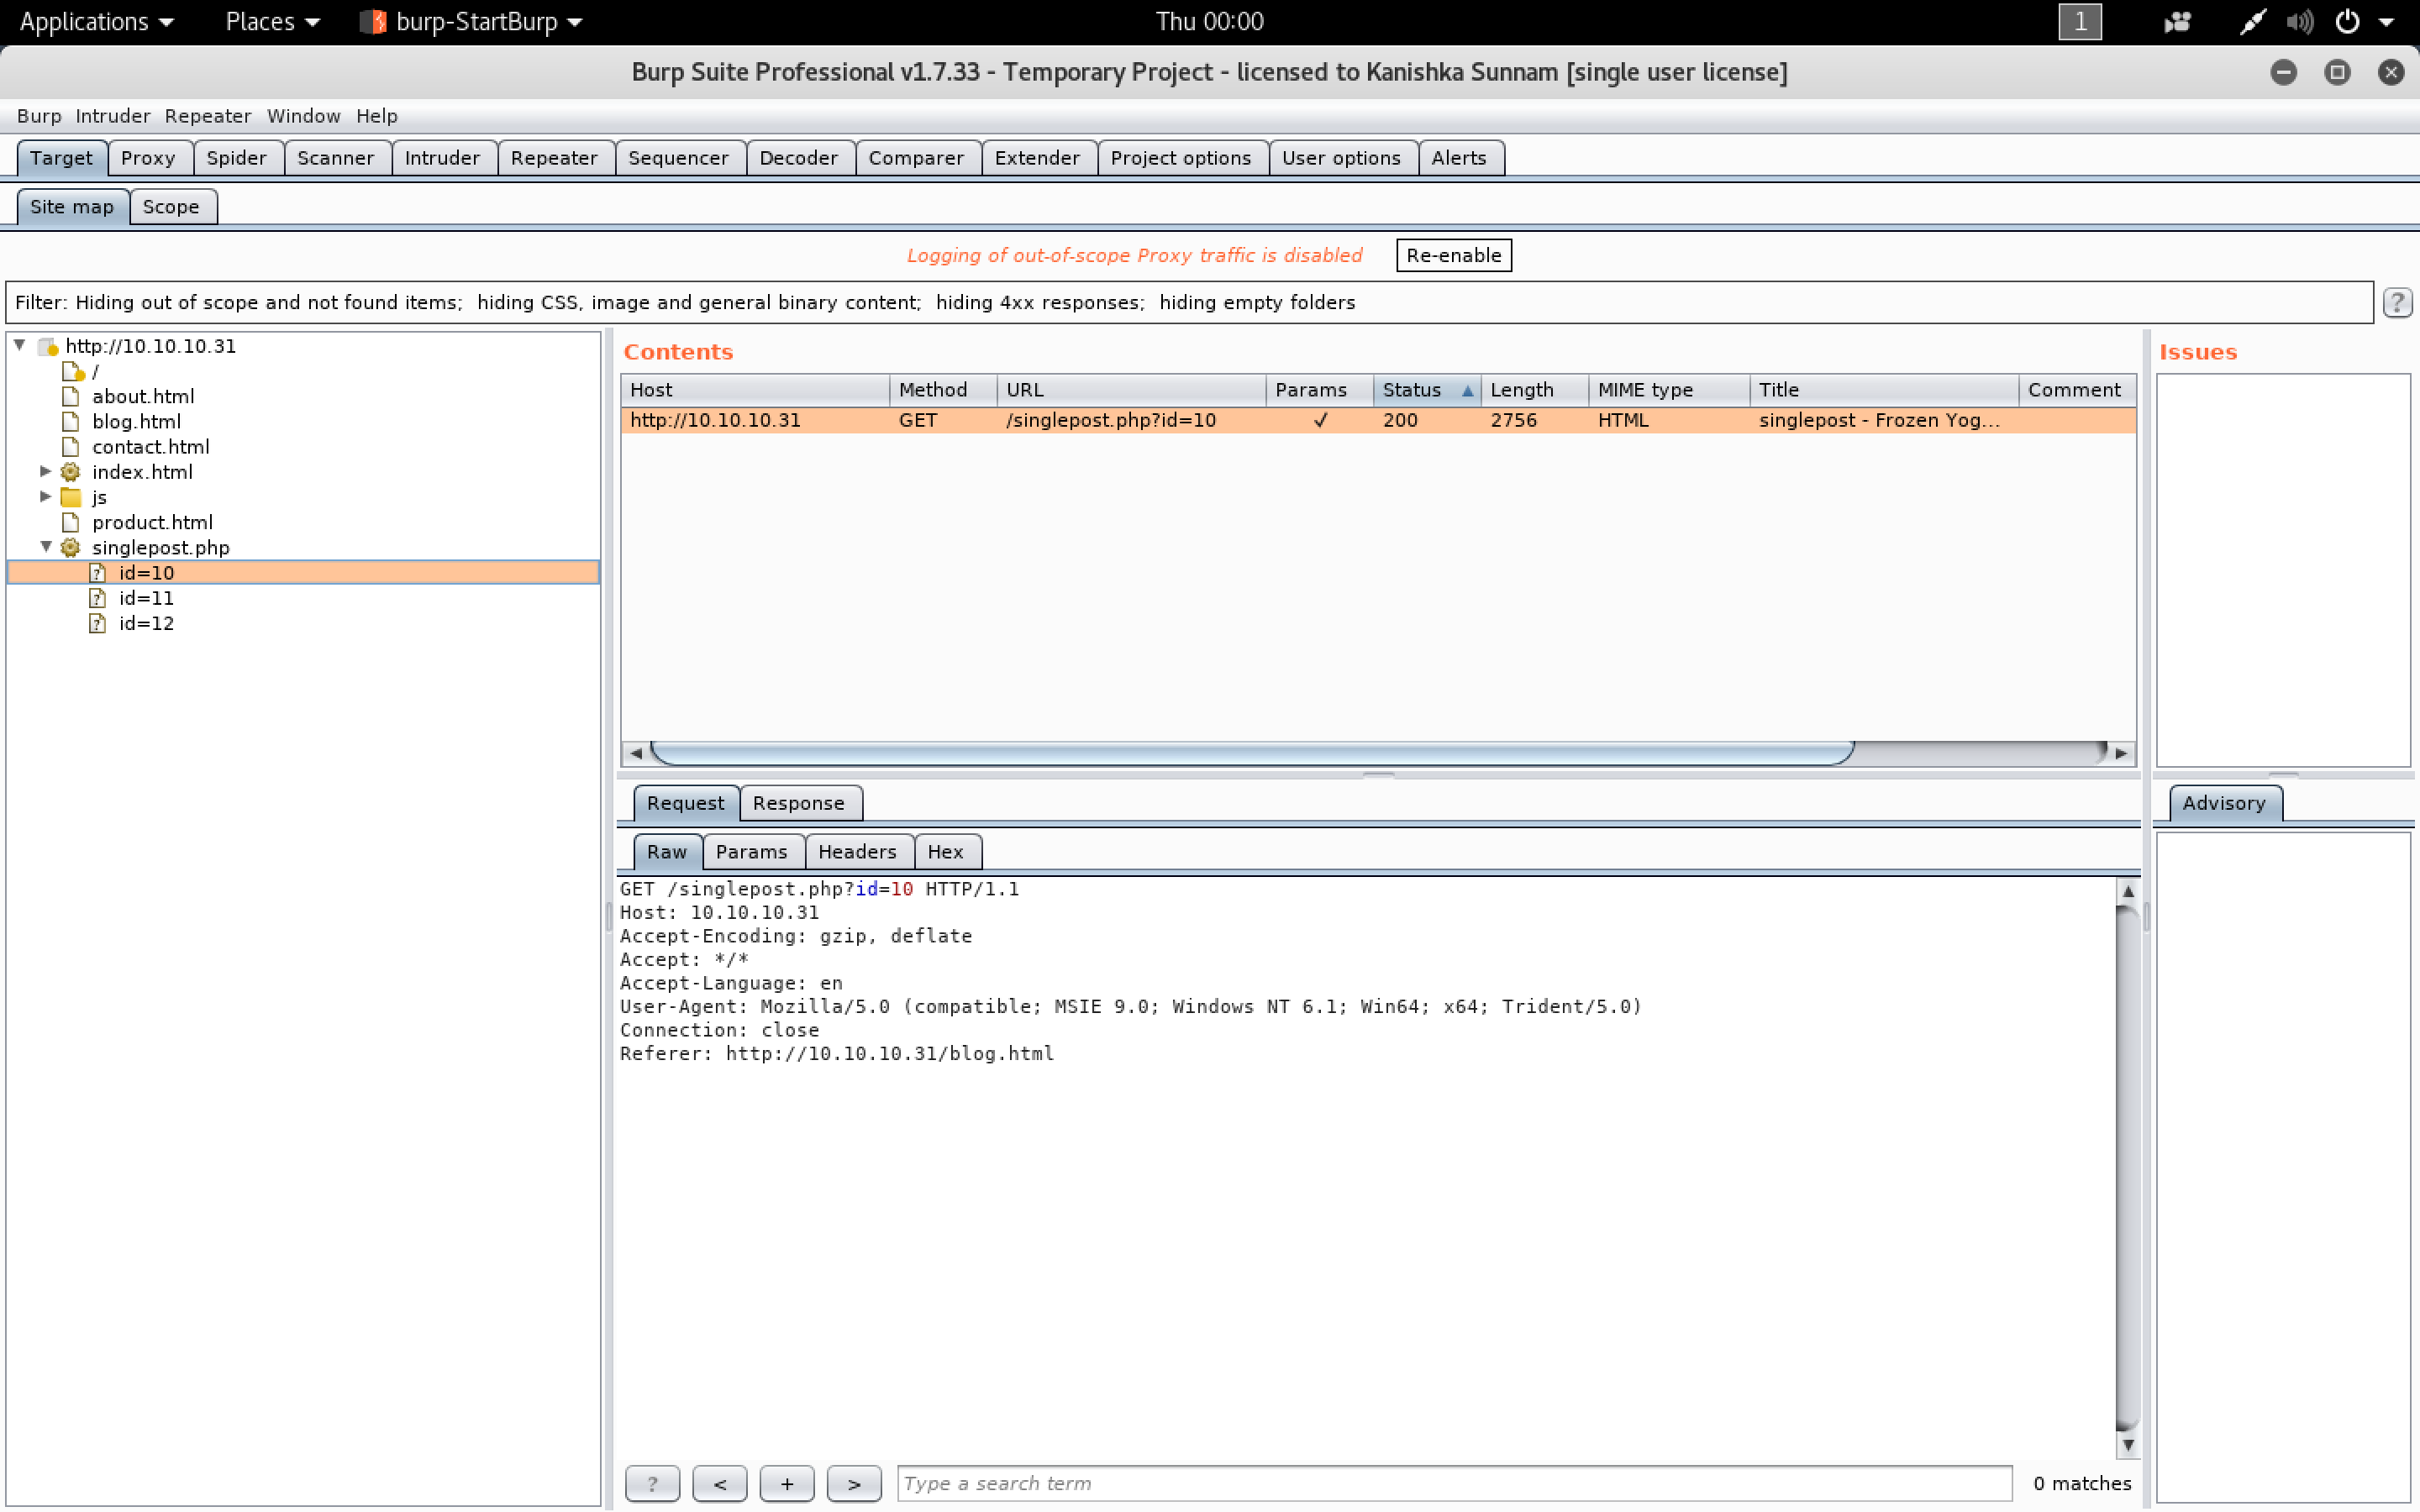 Applications Places burp-StartBurp Thu 00:00 1
Burp Suite Professional v1.7.33 - Temporary Project - licensed to Kanishka Sunnam [single user license]
Burp Intruder Repeater Window Help
Target Proxy Spider Scanner Intruder Repeater Sequencer Decoder Comparer Extender Project options User options Alerts
Site map Scope
Logging of out-of-scope Proxy traffic is disabled Re-enable
Filter: Hiding out of scope and not found items; hiding CSS, image and general binary content; hiding 4xx responses; hiding empty folders ?
http://10.10.10.31
/
about.html
blog.html
contact.html
index.html
js
product.html
singlepost.php
id=10
id=11
id=12
Contents
Host Method URL Params Status Length MIME type Title Comment
http://10.10.10.31 GET /singlepost.php?id=10 ✓ 200 2756 HTML singlepost - Frozen Yog...
Issues
Request Response
Raw Params Headers Hex
GET /singlepost.php?id=10 HTTP/1.1
Host: 10.10.10.31
Accept-Encoding: gzip, deflate
Accept: */*
Accept-Language: en
User-Agent: Mozilla/5.0 (compatible; MSIE 9.0; Windows NT 6.1; Win64; x64; Trident/5.0)
Connection: close
Referer: http://10.10.10.31/blog.html
? < + > Type a search term 0 matches
Advisory